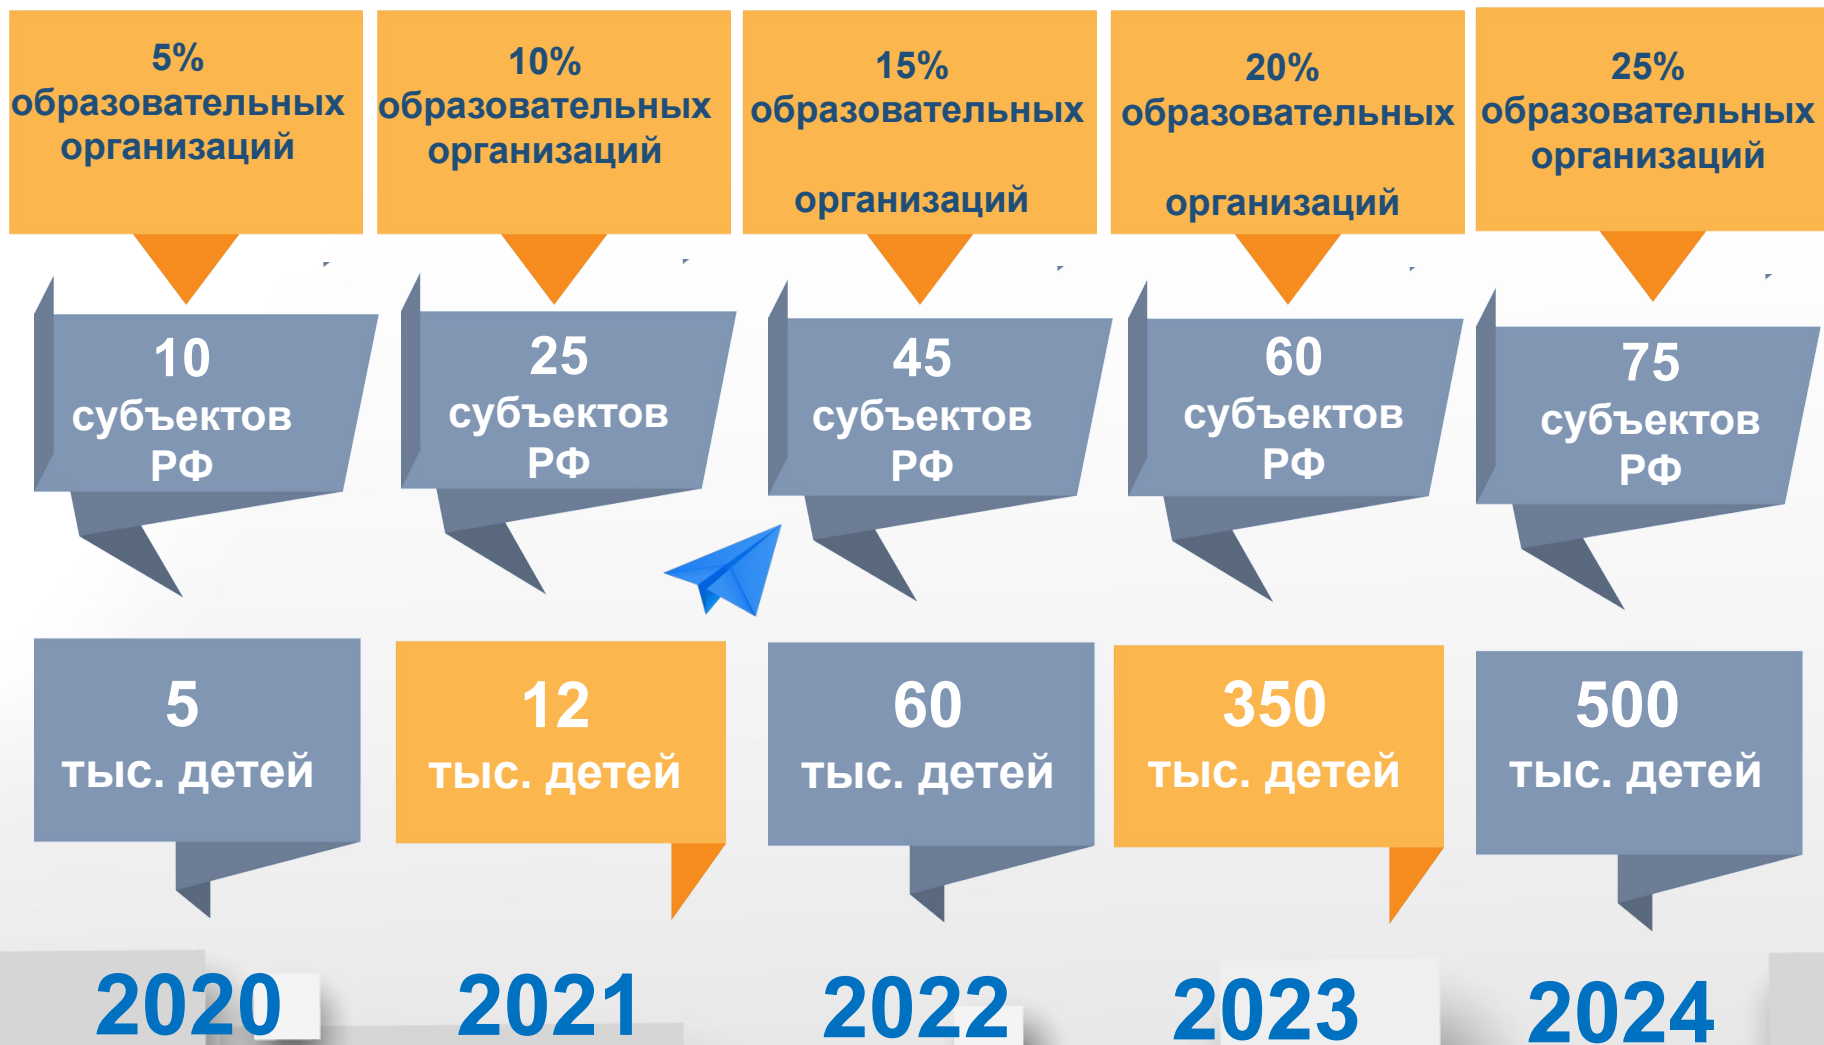 5%
образовательных
организаций
10%
образовательных
организаций
15%
образовательных
организаций
20%
образовательных
организаций
25%
образовательных
организаций
10
субъектов
РФ
25
субъектов
РФ
45
субъектов
РФ
60
субъектов
РФ
75
субъектов
РФ
5
тыс. детей
12
тыс. детей
60
тыс. детей
350
тыс. детей
500
тыс. детей
2020
2021
2022
2023
2024